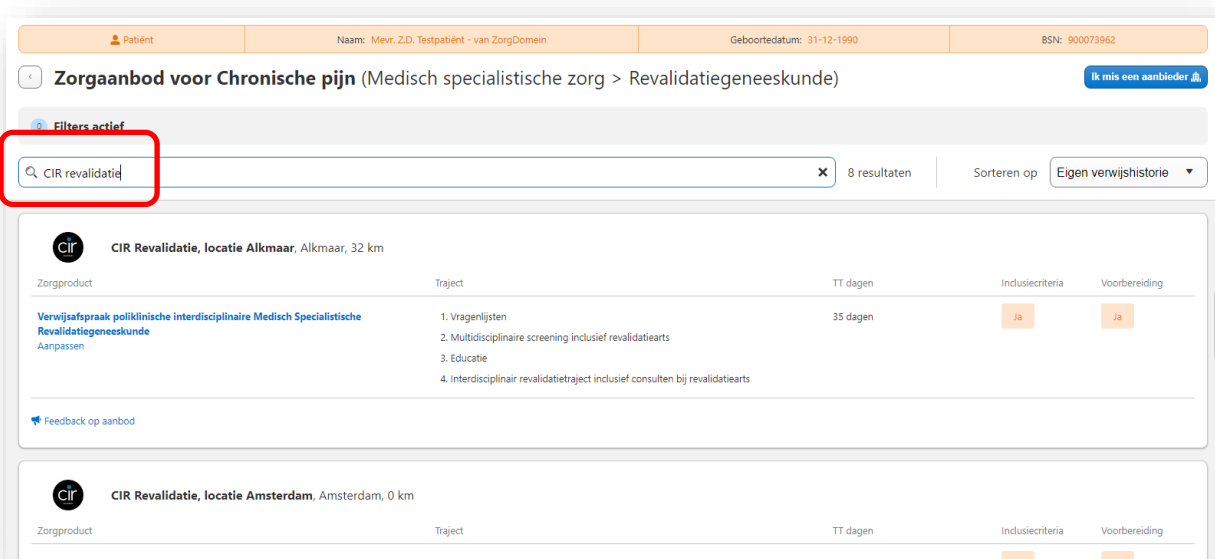 Patiënt Naam: Mevr. Z.D. Testpatiënt - van ZorgDomein Geboortedatum: 31-12-1990 BSN: 900073962
Zorgaanbod voor Chronische pijn (Medisch specialistische zorg > Revalidatiegeneeskunde) Ik mis een aanbieder
0 Filters actief
CIR revalidatie 8 resultaten Sorteren op Eigen verwijshistorie
cir CIR Revalidatie, locatie Alkmaar, Alkmaar, 32 km
Zorgproduct Traject TT dagen Inclusiecriteria Voorbereiding
Verwijsafspraak poliklinische interdisciplinaire Medisch Specialistische 1. Vragenlijsten 35 dagen Ja Ja
Revalidatiegeneeskunde
Aanpassen
2. Multidisciplinaire screening inclusief revalidatiearts
3. Educatie
4. Interdisciplinair revalidatietraject inclusief consulten bij revalidatiearts
Feedback op aanbod
cir CIR Revalidatie, locatie Amsterdam, Amsterdam, 0 km
Zorgproduct Traject TT dagen Inclusiecriteria Voorbereiding